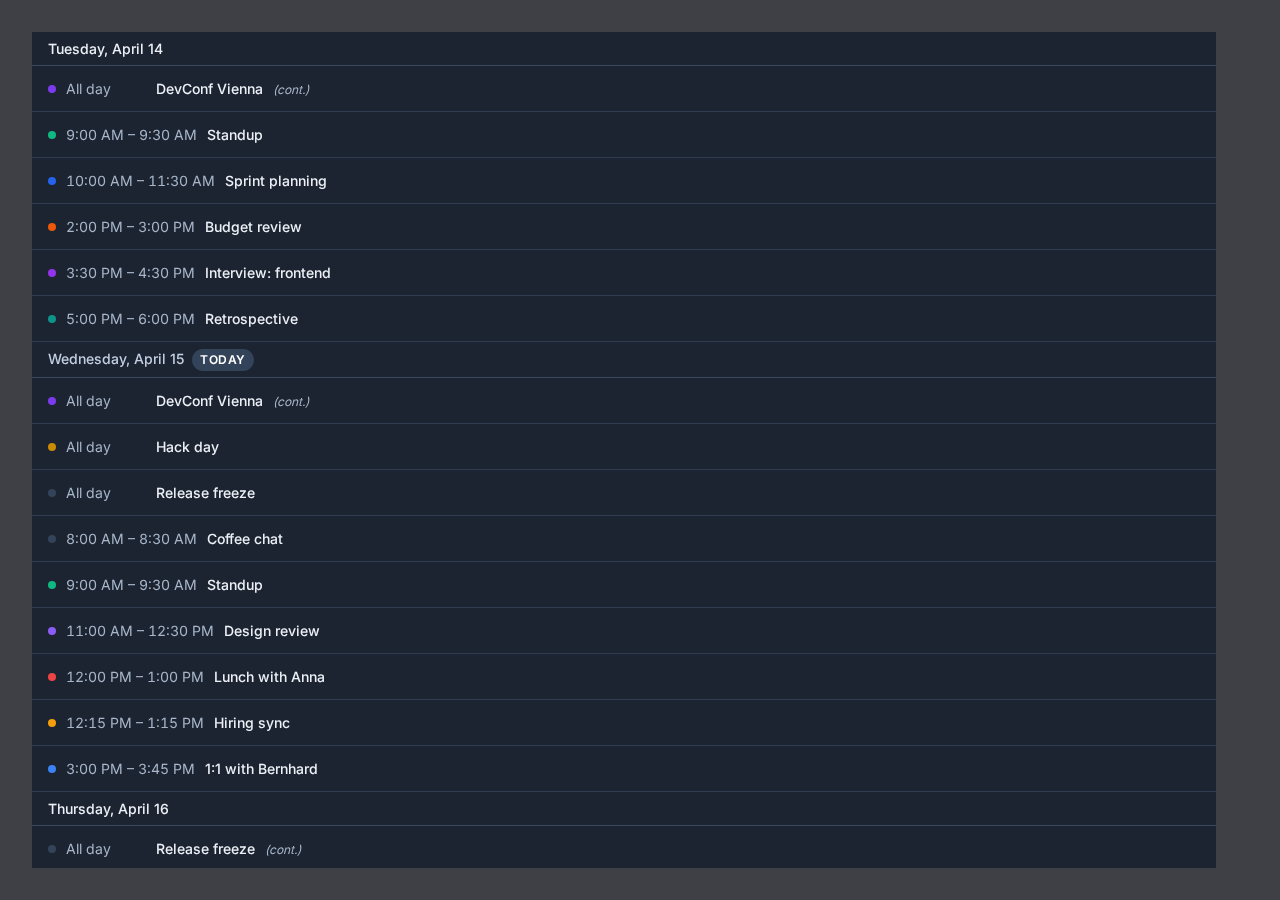 Tuesday, April 14
All day DevConf Vienna (cont.)
9:00 AM – 9:30 AM Standup
10:00 AM – 11:30 AM Sprint planning
2:00 PM – 3:00 PM Budget review
3:30 PM – 4:30 PM Interview: frontend
5:00 PM – 6:00 PM Retrospective
Wednesday, April 15 TODAY
All day DevConf Vienna (cont.)
All day Hack day
All day Release freeze
8:00 AM – 8:30 AM Coffee chat
9:00 AM – 9:30 AM Standup
11:00 AM – 12:30 PM Design review
12:00 PM – 1:00 PM Lunch with Anna
12:15 PM – 1:15 PM Hiring sync
3:00 PM – 3:45 PM 1:1 with Bernhard
Thursday, April 16
All day Release freeze (cont.)